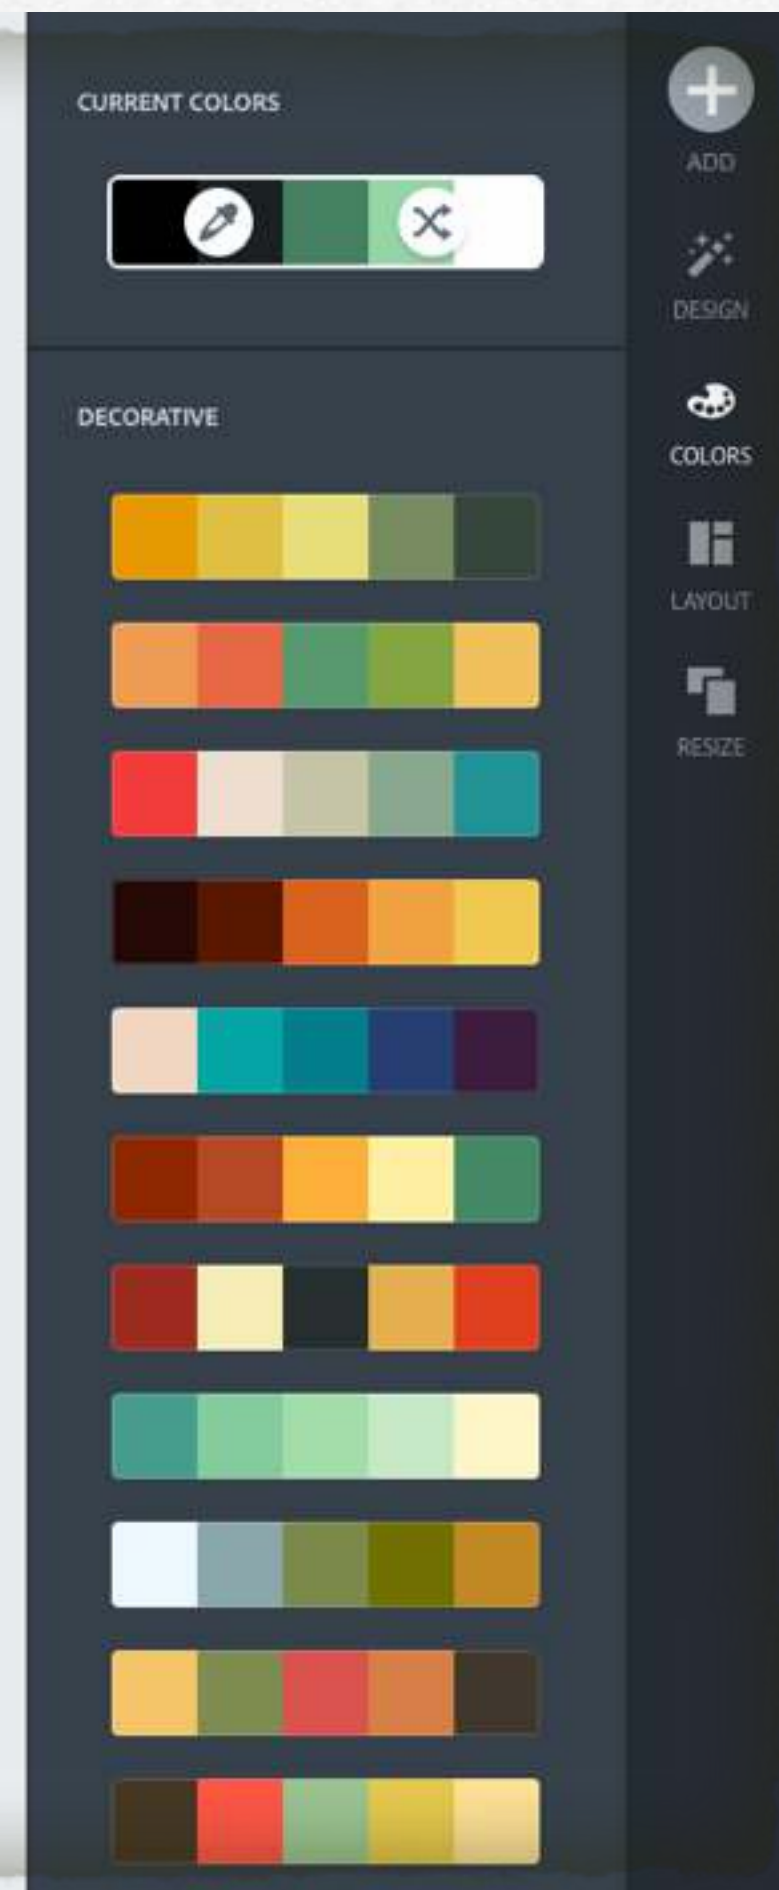 CURRENT COLORS
DECORATIVE
ADD
DESIGN
COLORS
LAYOUT
RESIZE